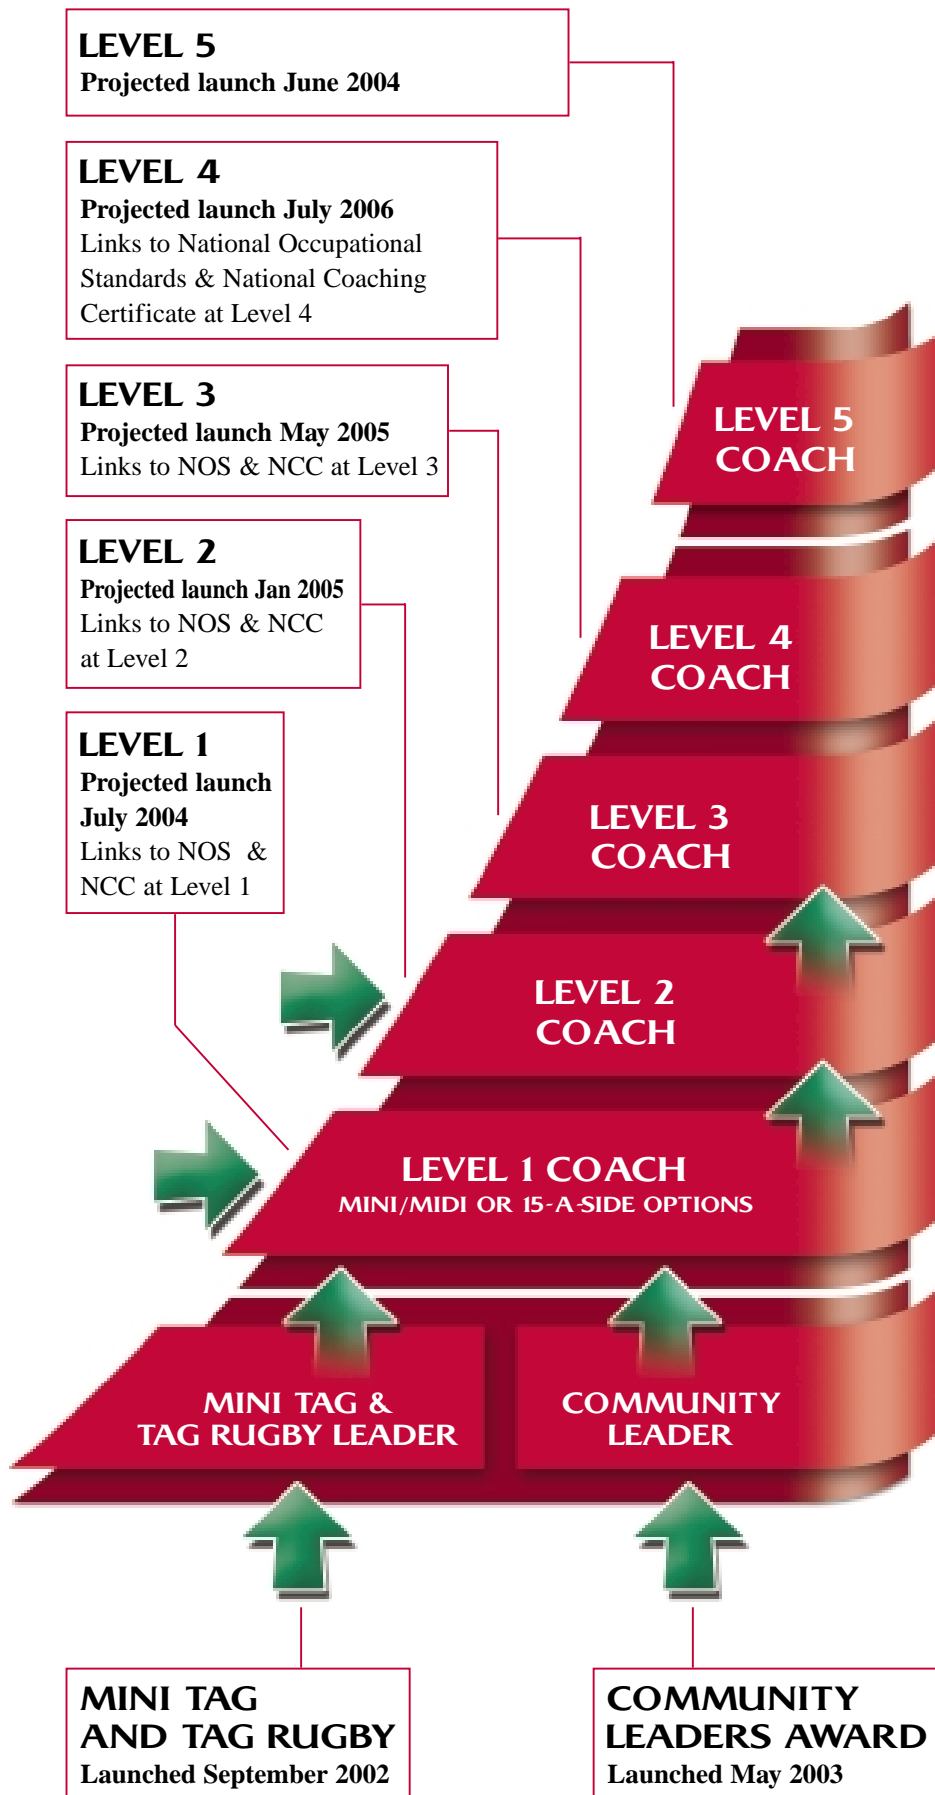 LEVEL 5
Projected launch June 2004
LEVEL 4
Projected launch July 2006
Links to National Occupational
Standards & National Coaching
Certificate at Level 4
LEVEL 3
Projected launch May 2005
Links to NOS & NCC at Level 3
LEVEL 2
Projected launch Jan 2005
Links to NOS & NCC
at Level 2
LEVEL 1
Projected launch
July 2004
Links to NOS &
NCC at Level 1
LEVEL 5
COACH
LEVEL 4
COACH
LEVEL 3
COACH
LEVEL 2
COACH
LEVEL 1 COACH
MINI/MIDI OR 15-A-SIDE OPTIONS
MINI TAG &
TAG RUGBY LEADER
COMMUNITY
LEADER
MINI TAG
AND TAG RUGBY
Launched September 2002
COMMUNITY
LEADERS AWARD
Launched May 2003